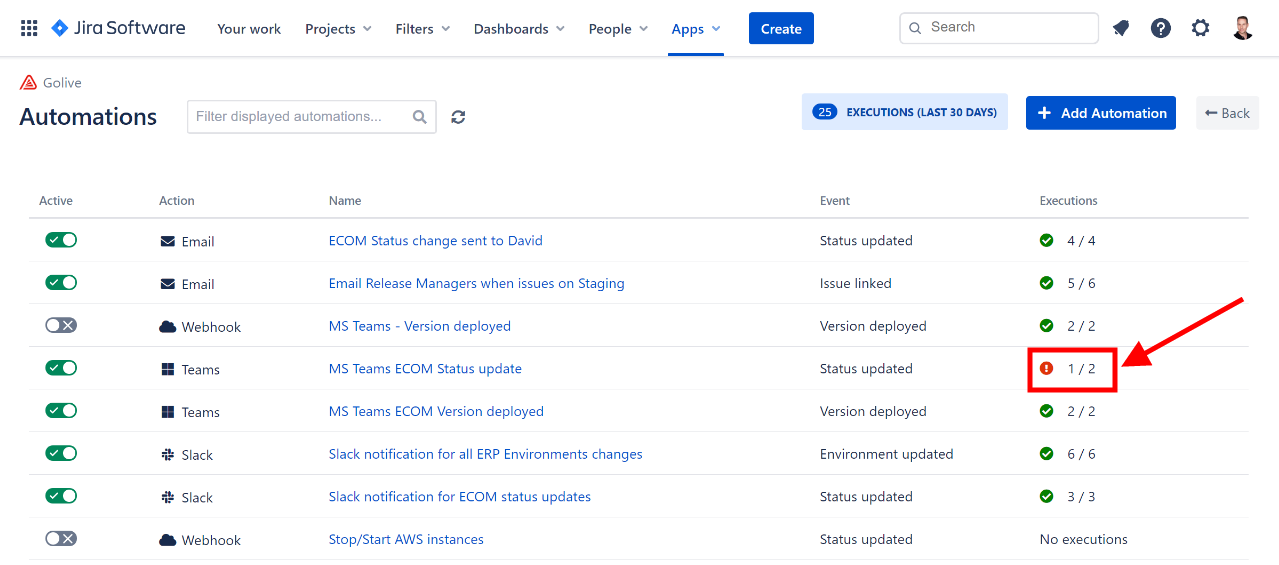 Jira Software Your work Projects Filters Dashboards People Apps Create Search
Golive
Automations Filter displayed automations... 25 EXECUTIONS (LAST 30 DAYS) + Add Automation ← Back
Active Action Name Event Executions
Email ECOM Status change sent to David Status updated 4 / 4
Email Email Release Managers when issues on Staging Issue linked 5 / 6
Webhook MS Teams - Version deployed Version deployed 2 / 2
Teams MS Teams ECOM Status update Status updated 1 / 2
Teams MS Teams ECOM Version deployed Version deployed 2 / 2
Slack Slack notification for all ERP Environments changes Environment updated 6 / 6
Slack Slack notification for ECOM status updates Status updated 3 / 3
Webhook Stop/Start AWS instances Status updated No executions